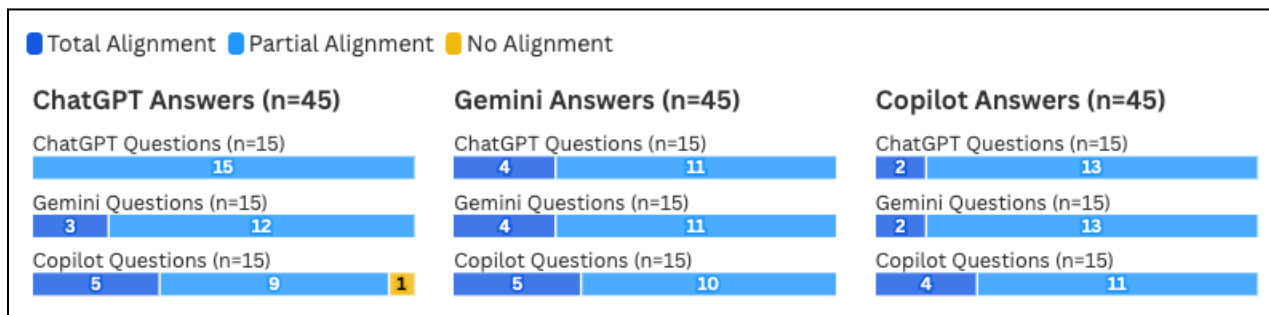 Total Alignment Partial Alignment No Alignment
ChatGPT Answers (n=45)
ChatGPT Questions (n=15)
15
Gemini Questions (n=15)
3 12
Copilot Questions (n=15)
5 9 1
Gemini Answers (n=45)
ChatGPT Questions (n=15)
4 11
Gemini Questions (n=15)
4 11
Copilot Questions (n=15)
5 10
Copilot Answers (n=45)
ChatGPT Questions (n=15)
2 13
Gemini Questions (n=15)
2 13
Copilot Questions (n=15)
4 11